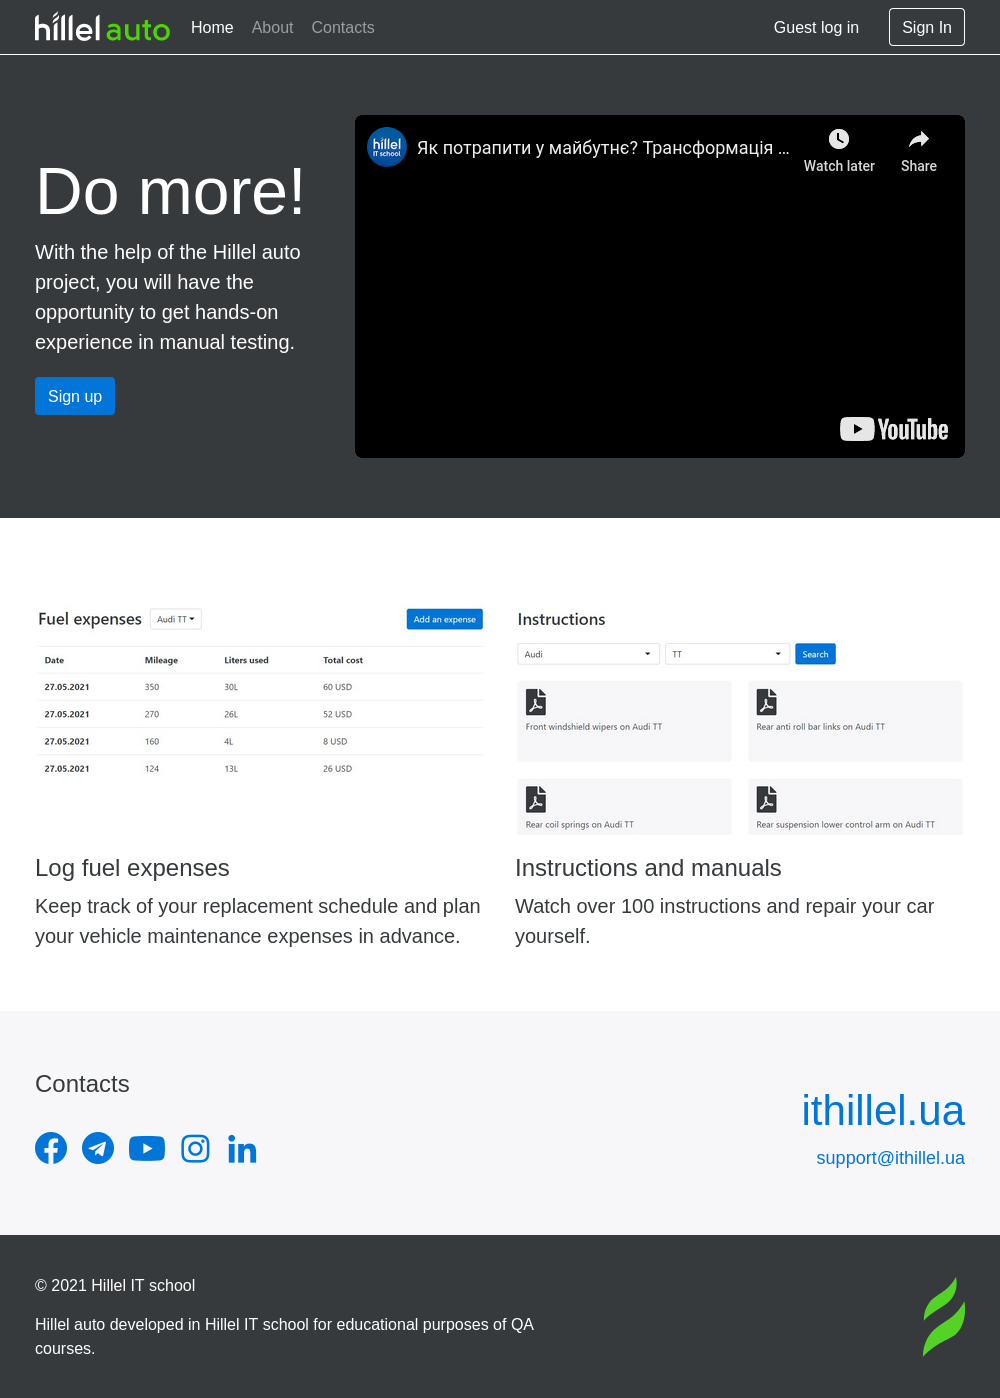 hillel auto Home About Contacts Guest log in Sign In
hillel IT school
Як потрапити у майбутнє? Трансформація ...
Watch later
Share
Do more!
With the help of the Hillel auto
project, you will have the
opportunity to get hands-on
experience in manual testing.
Sign up
YouTube
Fuel expenses Audi TT Add an expense
Date Mileage Liters used Total cost
27.05.2021 350 30L 60 USD
27.05.2021 270 26L 52 USD
27.05.2021 160 4L 8 USD
27.05.2021 124 13L 26 USD
Log fuel expenses
Keep track of your replacement schedule and plan
your vehicle maintenance expenses in advance.
Instructions
Audi TT Search
Front windshield wipers on Audi TT
Rear anti roll bar links on Audi TT
Rear coil springs on Audi TT
Rear suspension lower control arm on Audi TT
Instructions and manuals
Watch over 100 instructions and repair your car
yourself.
Contacts
ithillel.ua
support@ithillel.ua
© 2021 Hillel IT school
Hillel auto developed in Hillel IT school for educational purposes of QA
courses.